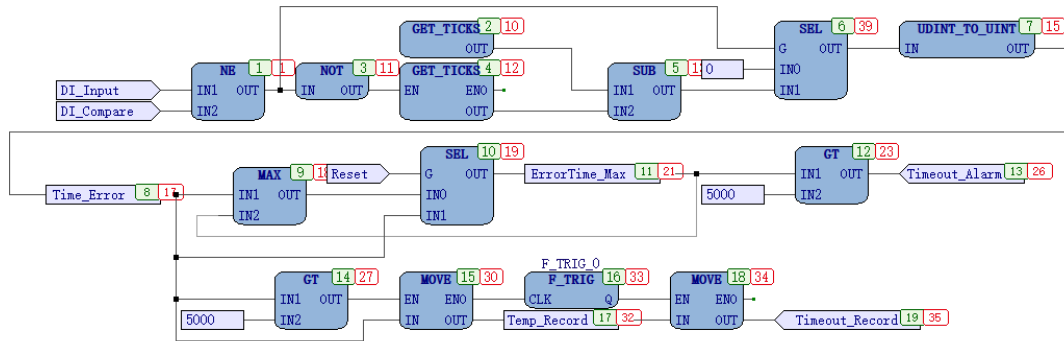 GET_TICKS 2 10
OUT
SEL 6 39
G OUT
IN0
IN1
UDINT_TO_UINT 7 15
IN OUT
NE 1 1
IN1 OUT
IN2
NOT 3 11
IN OUT
GET_TICKS 4 12
EN ENO
OUT
SUB 5
IN1 OUT
IN2
0
DI_Input
DI_Compare
SEL 10 19
G OUT
IN0
IN1
MAX 9
IN1 OUT
IN2
Reset
ErrorTime_Max 11 21
GT 12 23
IN1 OUT
IN2
5000
Timeout_Alarm 13 26
Time_Error 8
GT 14 27
IN1 OUT
IN2
5000
MOVE 15 30
EN ENO
IN OUT
F_TRIG_0
F_TRIG 16 33
CLK Q
Temp_Record 17 32
MOVE 18 34
EN ENO
IN OUT
Timeout_Record 19 35